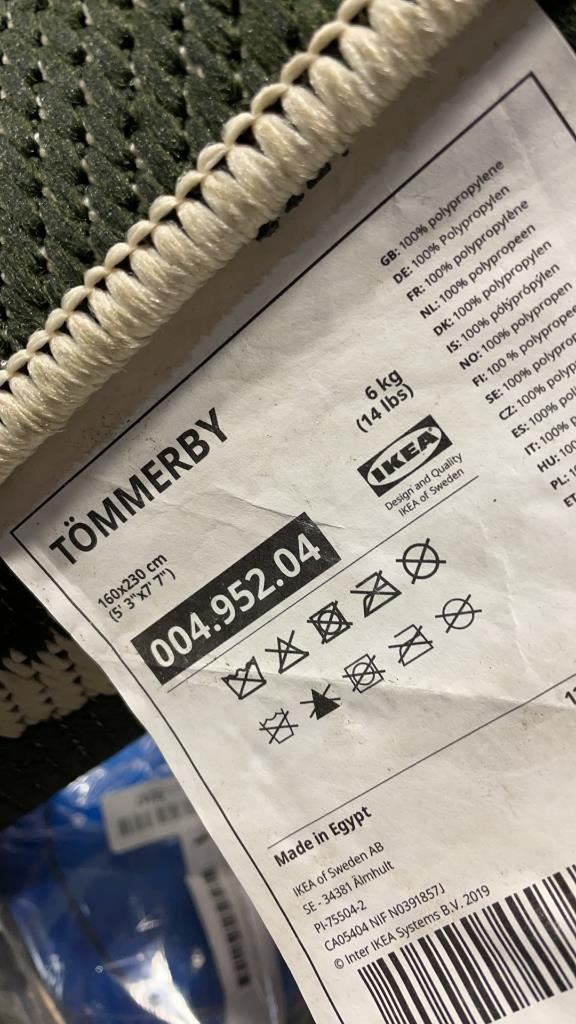 TÖMMERBY
160x230 cm
(5' 3"x7' 7")
004.952.04
6 kg
(14 lbs)
IKEA
Design and Quality
IKEA of Sweden
GB: 100% polypropylene
DE: 100% Polypropylen
FR: 100% polypropylène
NL: 100% polypropeen
DK: 100% polypropylen
IS: 100% pólýprópýlen
NO: 100% polypropen
FI: 100 % polypropee
SE: 100% polyprop
CZ: 100% polyp
ES: 100% pol
IT: 100% p
HU: 100
PL: 1
ET
Made in Egypt
IKEA of Sweden AB
SE - 34381 Älmhult
PI-75504-2
CA05404 NIF N0391857J
© Inter IKEA Systems B.V. 2019